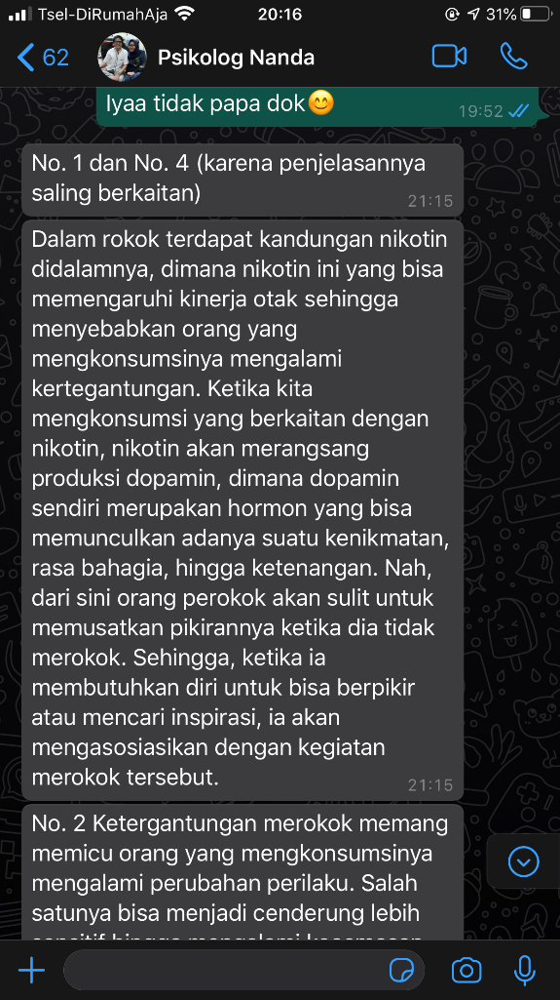 Tsel-DiRumahAja 20:16 31%
62 Psikolog Nanda
Iyaa tidak papa dok😊 19:52
No. 1 dan No. 4 (karena penjelasannya
saling berkaitan) 21:15
Dalam rokok terdapat kandungan nikotin
didalamnya, dimana nikotin ini yang bisa
memengaruhi kinerja otak sehingga
menyebabkan orang yang
mengkonsumsinya mengalami
kertegantungan. Ketika kita
mengkonsumsi yang berkaitan dengan
nikotin, nikotin akan merangsang
produksi dopamin, dimana dopamin
sendiri merupakan hormon yang bisa
memunculkan adanya suatu kenikmatan,
rasa bahagia, hingga ketenangan. Nah,
dari sini orang perokok akan sulit untuk
memusatkan pikirannya ketika dia tidak
merokok. Sehingga, ketika ia
membutuhkan diri untuk bisa berpikir
atau mencari inspirasi, ia akan
mengasosiasikan dengan kegiatan
merokok tersebut. 21:15
No. 2 Ketergantungan merokok memang
memicu orang yang mengkonsumsinya
mengalami perubahan perilaku. Salah
satunya bisa menjadi cenderung lebih